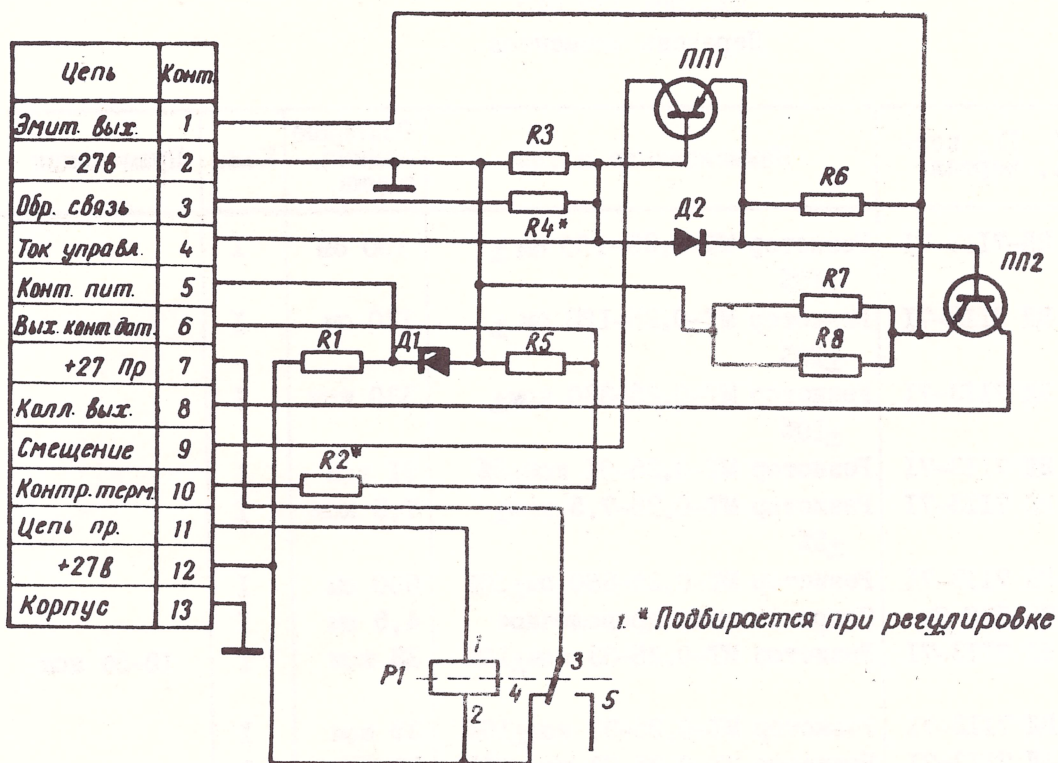 Цепь Конт.
Эмит. вых. 1
-27в 2
Обр. связь 3
Ток управл. 4
Конт. пит. 5
Вых. конт. дат. 6
+27 Пр 7
Калл. вых. 8
Смещение 9
Контр. терм. 10
Цепь пр. 11
+27в 12
Корпус 13
ПП1
R3
R4*
R6
Д2
ПП2
R7
R8
R1
Д1
R5
R2*
1. * Подбирается при регулировке
P1
1
2
3
4
5